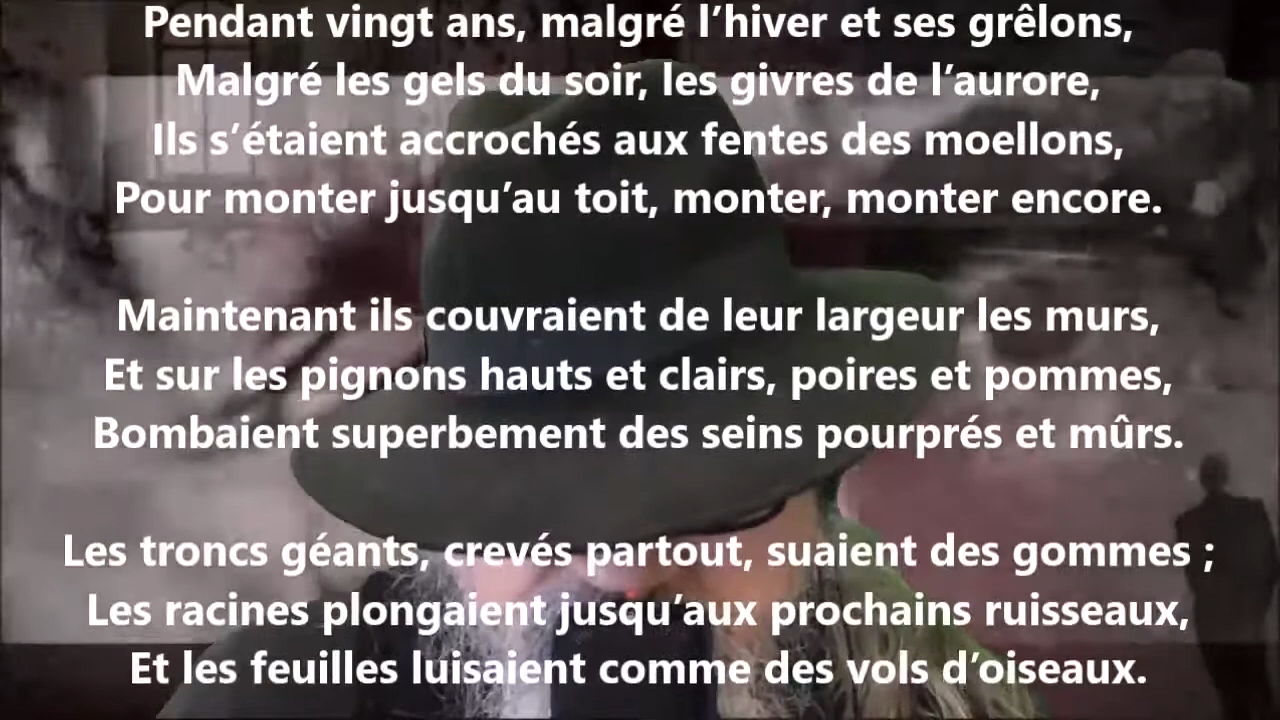 Pendant vingt ans, malgré l’hiver et ses grêlons,
Malgré les gels du soir, les givres de l’aurore,
Ils s’étaient accrochés aux fentes des moellons,
Pour monter jusqu’au toit, monter, monter encore.
Maintenant ils couvraient de leur largeur les murs,
Et sur les pignons hauts et clairs, poires et pommes,
Bombaient superbement des seins pourprés et mûrs.
Les troncs géants, crevés partout, suaient des gommes ;
Les racines plongaient jusqu’aux prochains ruisseaux,
Et les feuilles luisaient comme des vols d’oiseaux.